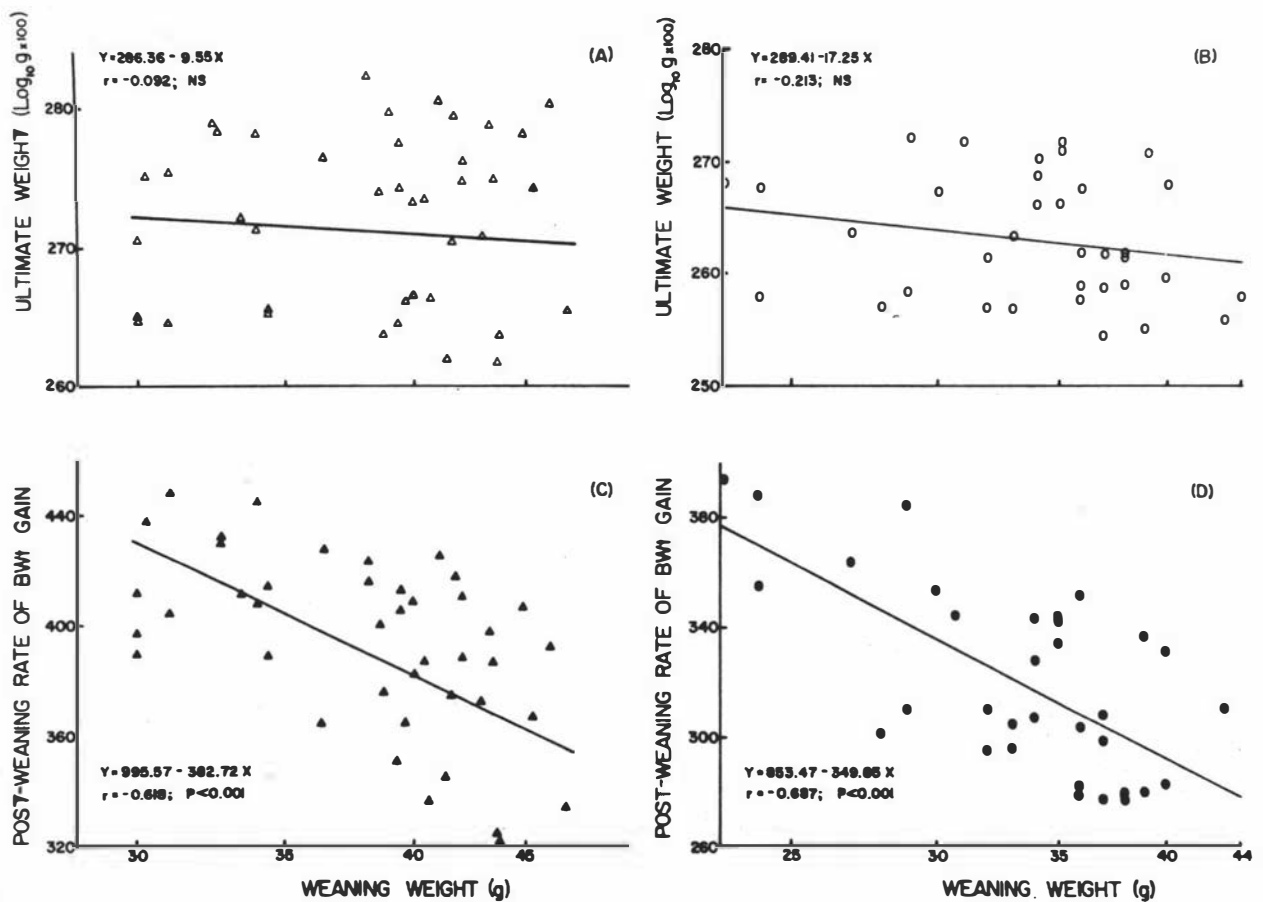 ULTIMATE WEIGHT (Log10 g x100)
Y=286.36 - 9.55 X
r= -0.092; NS
(A)
280
270
260
ULTIMATE WEIGHT (Log10 g x100)
Y=289.41-17.25 X
r= -0.213; NS
(B)
280
270
260
250
POST-WEANING RATE OF BWt GAIN
(C)
440
400
360
320
Y=995.57 - 382.72 X
r=-0.618; P<0.001
30
35
40
45
WEANING WEIGHT (g)
POST-WEANING RATE OF BWt GAIN
(D)
380
340
300
260
Y=853.47-349.85 X
r=-0.687; P<0.001
25
30
35
40
44
WEANING WEIGHT (g)